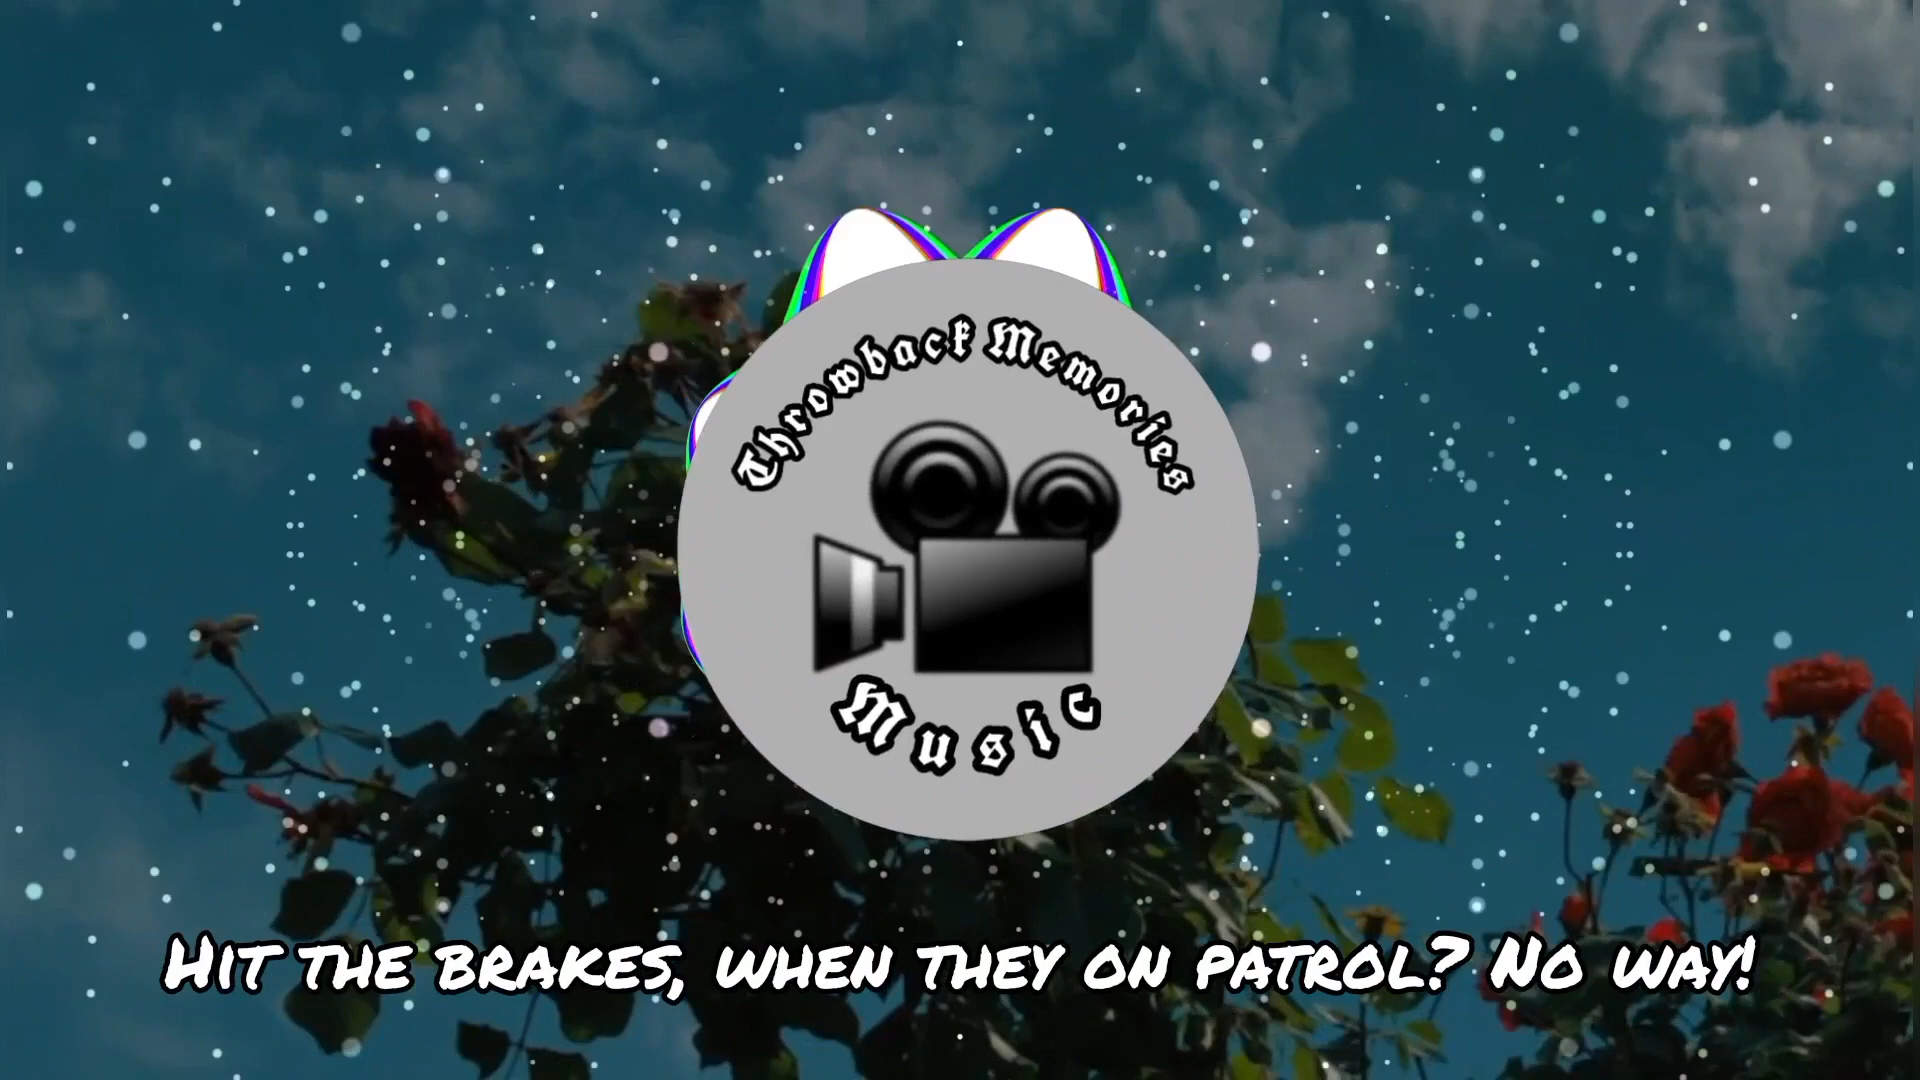 Throwback Memories
Music
HIT THE BRAKES, WHEN THEY ON PATROL? NO WAY!